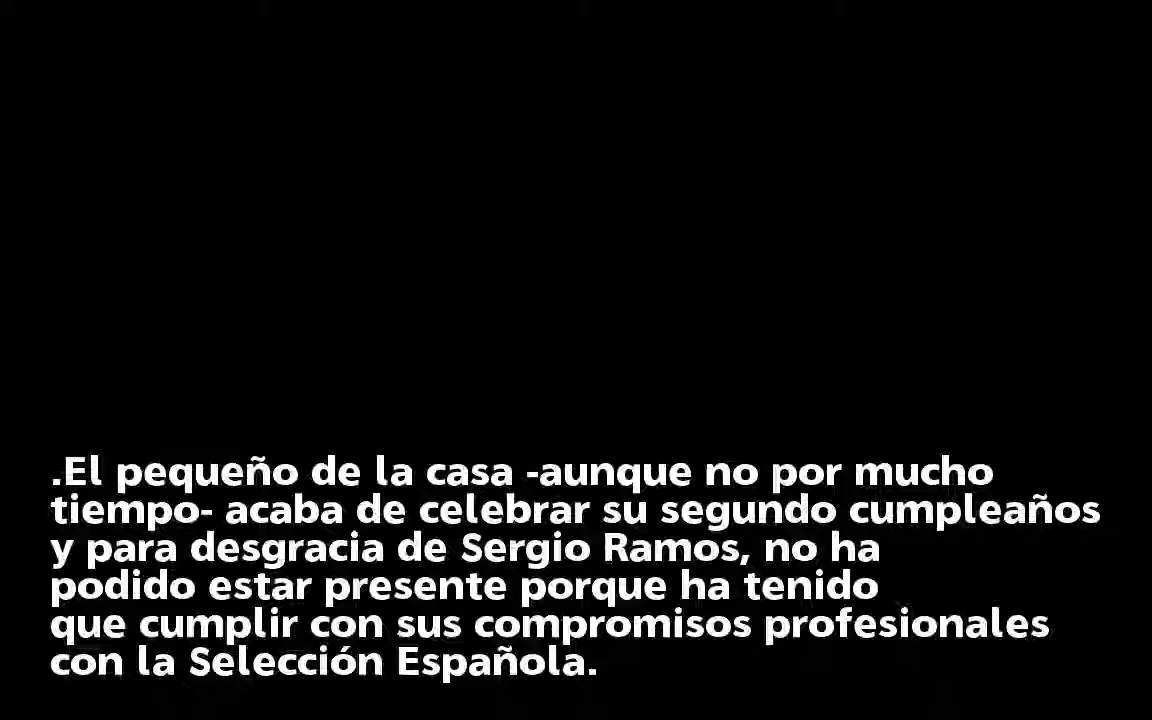 .El pequeño de la casa -aunque no por mucho
tiempo- acaba de celebrar su segundo cumpleaños
y para desgracia de Sergio Ramos, no ha
podido estar presente porque ha tenido
que cumplir con sus compromisos profesionales
con la Selección Española.